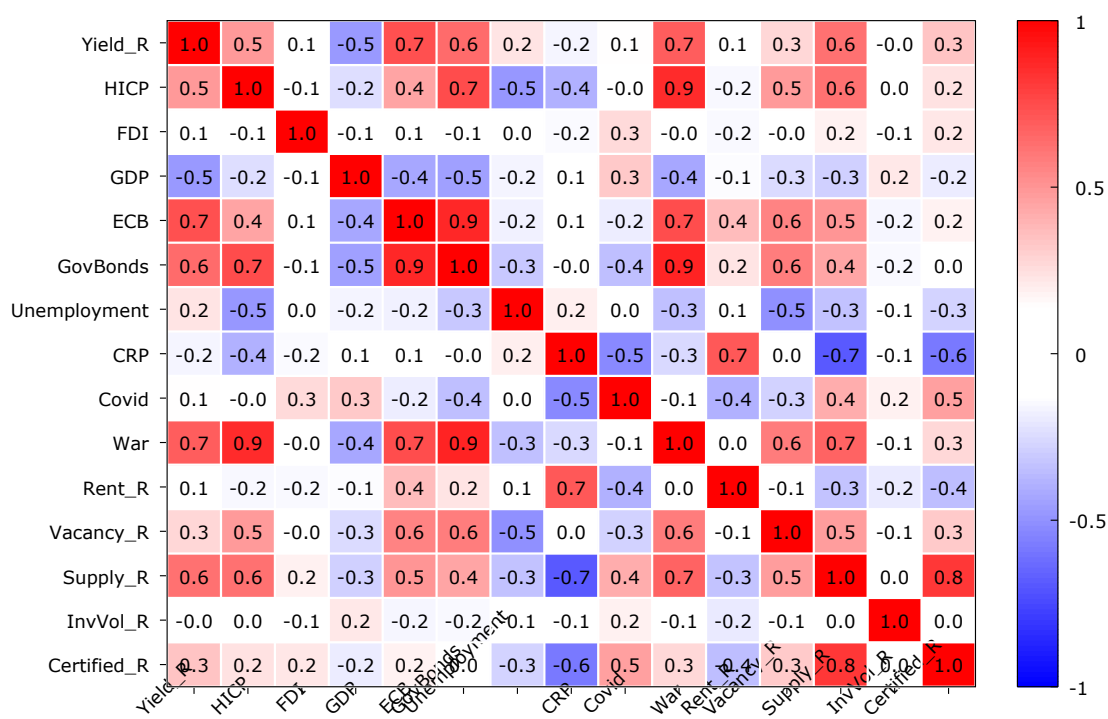 Yield_R 1.0 0.5 0.1 -0.5 0.7 0.6 0.2 -0.2 0.1 0.7 0.1 0.3 0.6 -0.0 0.3
HICP 0.5 1.0 -0.1 -0.2 0.4 0.7 -0.5 -0.4 -0.0 0.9 -0.2 0.5 0.6 0.0 0.2
FDI 0.1 -0.1 1.0 -0.1 0.1 -0.1 0.0 -0.2 0.3 -0.0 -0.2 -0.0 0.2 -0.1 0.2
GDP -0.5 -0.2 -0.1 1.0 -0.4 -0.5 -0.2 0.1 0.3 -0.4 -0.1 -0.3 -0.3 0.2 -0.2
ECB 0.7 0.4 0.1 -0.4 1.0 0.9 -0.2 0.1 -0.2 0.7 0.4 0.6 0.5 -0.2 0.2
GovBonds 0.6 0.7 -0.1 -0.5 0.9 1.0 -0.3 -0.0 -0.4 0.9 0.2 0.6 0.4 -0.2 0.0
Unemployment 0.2 -0.5 0.0 -0.2 -0.2 -0.3 1.0 0.2 0.0 -0.3 0.1 -0.5 -0.3 -0.1 -0.3
CRP -0.2 -0.4 -0.2 0.1 0.1 -0.0 0.2 1.0 -0.5 -0.3 0.7 0.0 -0.7 -0.1 -0.6
Covid 0.1 -0.0 0.3 0.3 -0.2 -0.4 0.0 -0.5 1.0 -0.1 -0.4 -0.3 0.4 0.2 0.5
War 0.7 0.9 -0.0 -0.4 0.7 0.9 -0.3 -0.3 -0.1 1.0 0.0 0.6 0.7 -0.1 0.3
Rent_R 0.1 -0.2 -0.2 -0.1 0.4 0.2 0.1 0.7 -0.4 0.0 1.0 -0.1 -0.3 -0.2 -0.4
Vacancy_R 0.3 0.5 -0.0 -0.3 0.6 0.6 -0.5 0.0 -0.3 0.6 -0.1 1.0 0.5 -0.1 0.3
Supply_R 0.6 0.6 0.2 -0.3 0.5 0.4 -0.3 -0.7 0.4 0.7 -0.3 0.5 1.0 0.0 0.8
InvVol_R -0.0 0.0 -0.1 0.2 -0.2 -0.2 -0.1 -0.1 0.2 -0.1 -0.2 -0.1 0.0 1.0 0.0
Certified_R 0.3 0.2 0.2 -0.2 0.2 0.0 -0.3 -0.6 0.5 0.3 -0.4 0.3 0.8 0.0 1.0
Yield_R HICP FDI GDP ECB GovBonds Unemployment CRP Covid War Rent_R Vacancy_R Supply_R InvVol_R Certified_R
1
0.5
0
-0.5
-1